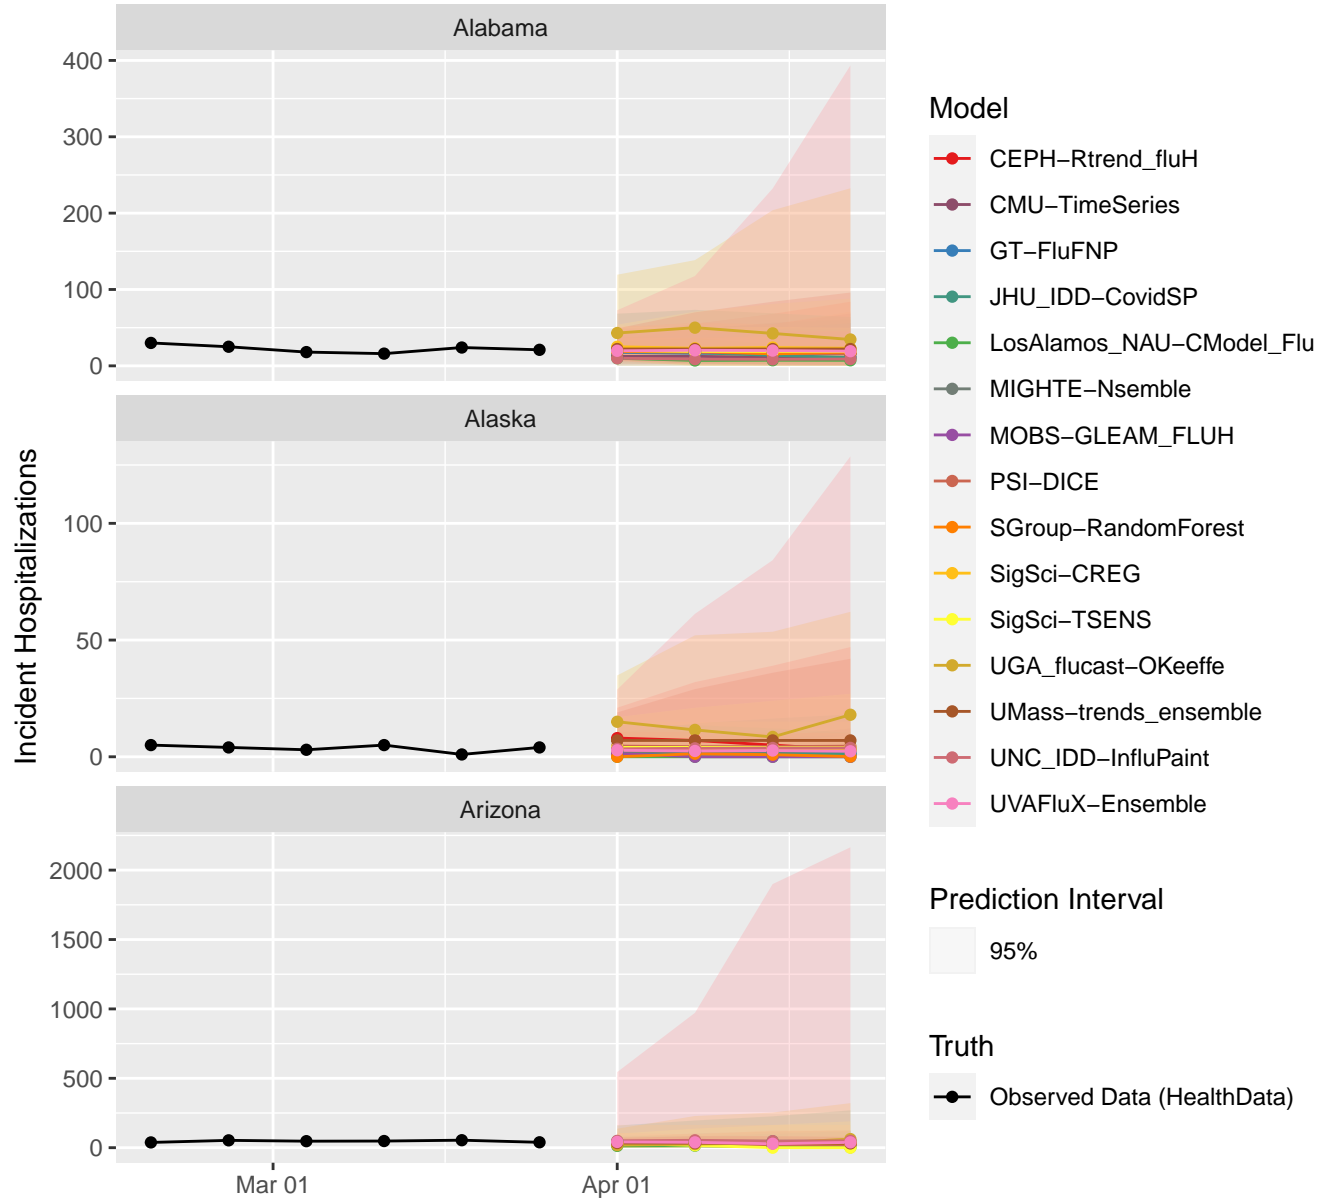 Alabama
400
300
200
100
0
Alaska
100
50
0
Arizona
2000
1500
1000
500
0
Mar 01
Apr 01
Incident Hospitalizations
Model
CEPH−Rtrend_fluH
CMU−TimeSeries
GT−FluFNP
JHU_IDD−CovidSP
LosAlamos_NAU−CModel_Flu
MIGHTE−Nsemble
MOBS−GLEAM_FLUH
PSI−DICE
SGroup−RandomForest
SigSci−CREG
SigSci−TSENS
UGA_flucast−OKeeffe
UMass−trends_ensemble
UNC_IDD−InfluPaint
UVAFluX−Ensemble
Prediction Interval
95%
Truth
Observed Data (HealthData)